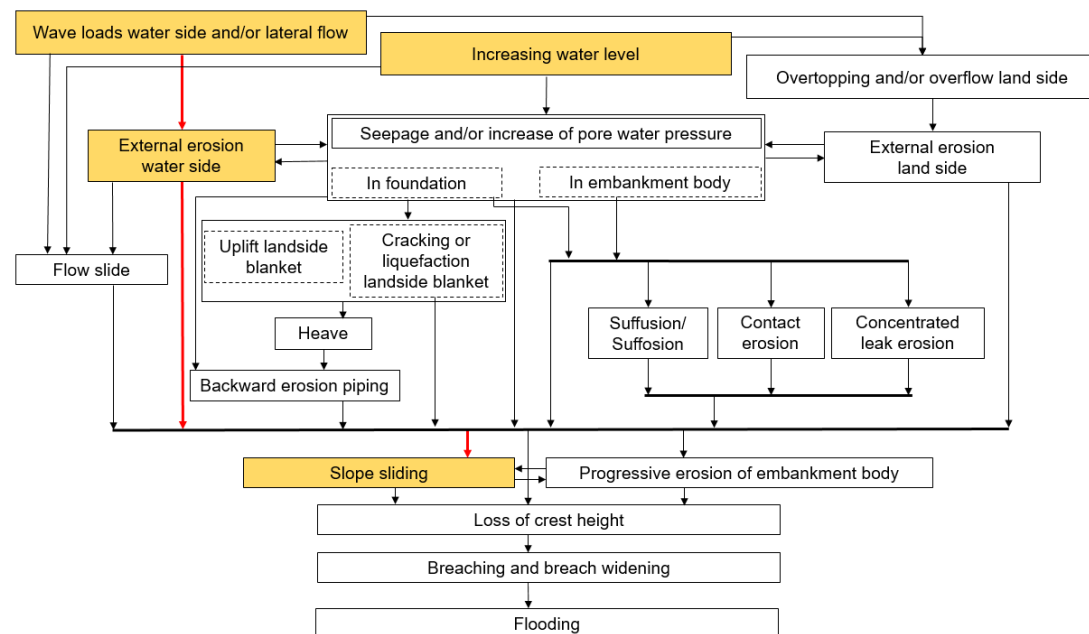 Wave loads water side and/or lateral flow
Increasing water level
Overtopping and/or overflow land side
Seepage and/or increase of pore water pressure
External erosion
water side
External erosion
land side
In foundation
In embankment body
Uplift landside
blanket
Cracking or
liquefaction
landside blanket
Flow slide
Heave
Suffusion/
Suffosion
Contact
erosion
Concentrated
leak erosion
Backward erosion piping
Slope sliding
Progressive erosion of embankment body
Loss of crest height
Breaching and breach widening
Flooding